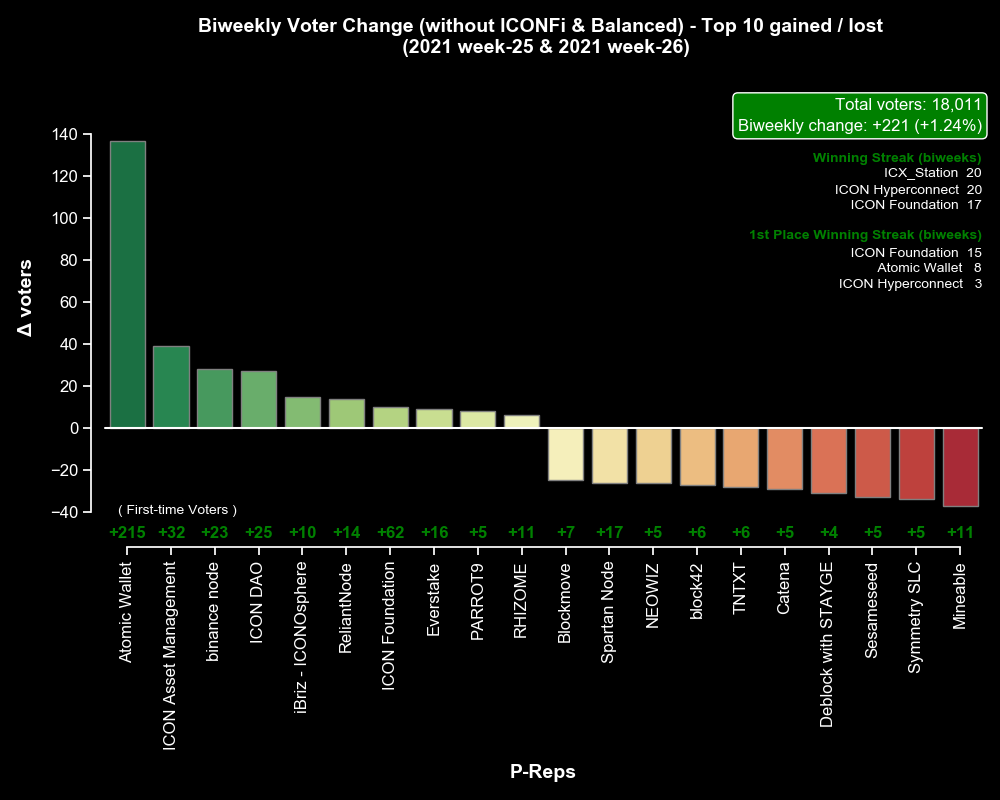 Biweekly Voter Change (without ICONFi & Balanced) - Top 10 gained / lost
(2021 week-25 & 2021 week-26)
Total voters: 18,011
Biweekly change: +221 (+1.24%)
Winning Streak (biweeks)
ICX_Station 20
ICON Hyperconnect 20
ICON Foundation 17
1st Place Winning Streak (biweeks)
ICON Foundation 15
Atomic Wallet 8
ICON Hyperconnect 3
Δ voters
140
120
100
80
60
40
20
0
−20
−40
( First-time Voters )
+215 +32 +23 +25 +10 +14 +62 +16 +5 +11 +7 +17 +5 +6 +6 +5 +4 +5 +5 +11
Atomic Wallet
ICON Asset Management
binance node
ICON DAO
iBriz - ICONOsphere
ReliantNode
ICON Foundation
Everstake
PARROT9
RHIZOME
Blockmove
Spartan Node
NEOWIZ
block42
TNTXT
Catena
Deblock with STAYGE
Sesameseed
Symmetry SLC
Mineable
P-Reps